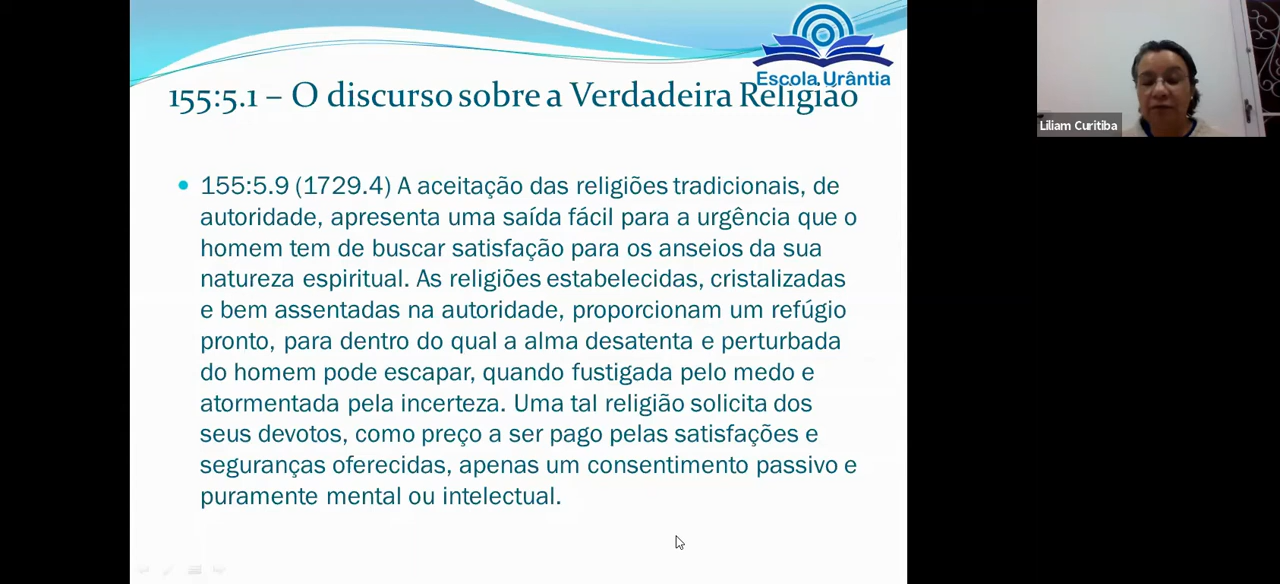 Escola Urântia
155:5.1 – O discurso sobre a Verdadeira Religião
• 155:5.9 (1729.4) A aceitação das religiões tradicionais, de
autoridade, apresenta uma saída fácil para a urgência que o
homem tem de buscar satisfação para os anseios da sua
natureza espiritual. As religiões estabelecidas, cristalizadas
e bem assentadas na autoridade, proporcionam um refúgio
pronto, para dentro do qual a alma desatenta e perturbada
do homem pode escapar, quando fustigada pelo medo e
atormentada pela incerteza. Uma tal religião solicita dos
seus devotos, como preço a ser pago pelas satisfações e
seguranças oferecidas, apenas um consentimento passivo e
puramente mental ou intelectual.
Liliam Curitiba